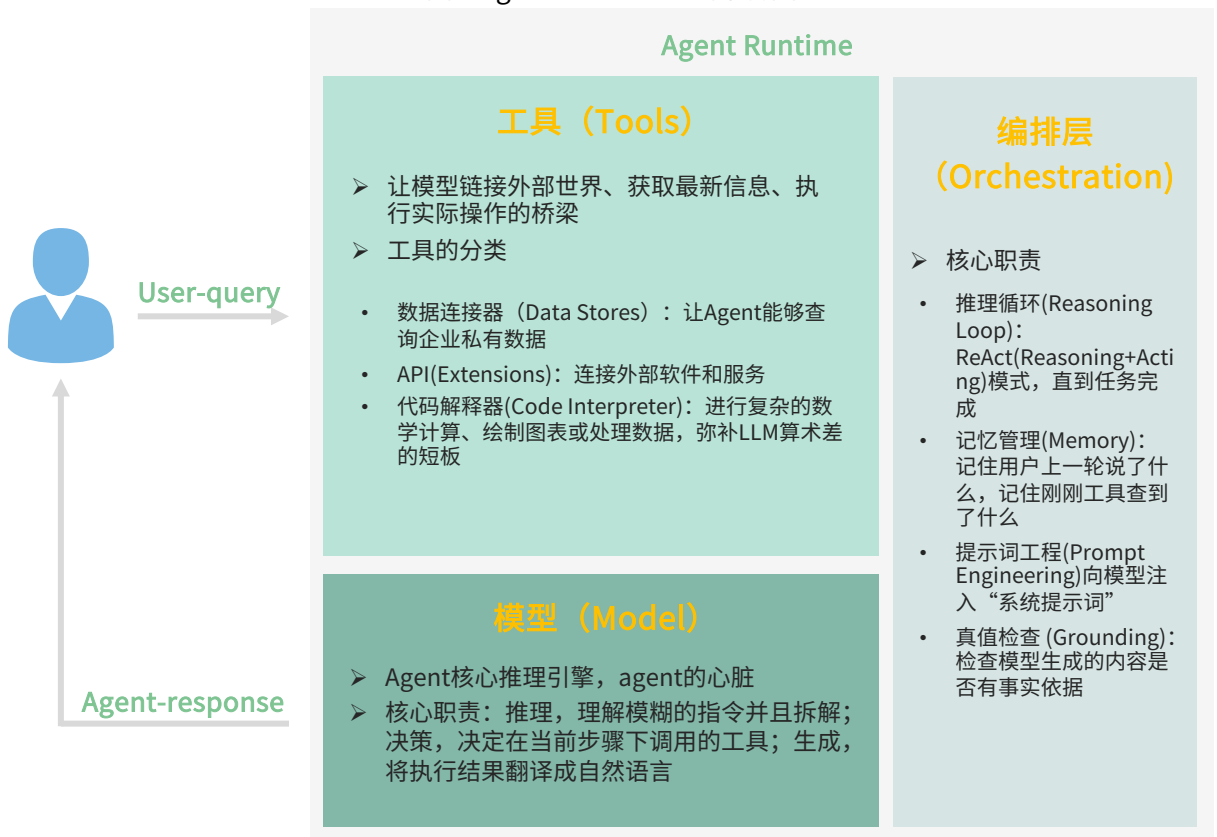 Agent Runtime
工具（Tools）
➢ 让模型链接外部世界、获取最新信息、执
行实际操作的桥梁
➢ 工具的分类
• 数据连接器（Data Stores）：让Agent能够查
询企业私有数据
• API(Extensions)：连接外部软件和服务
• 代码解释器(Code Interpreter)：进行复杂的数
学计算、绘制图表或处理数据，弥补LLM算术差
的短板
模型（Model）
➢ Agent核心推理引擎，agent的心脏
➢ 核心职责：推理，理解模糊的指令并且拆解；
决策，决定在当前步骤下调用的工具；生成，
将执行结果翻译成自然语言
编排层
（Orchestration)
➢ 核心职责
• 推理循环(Reasoning
Loop)：
ReAct(Reasoning+Acti
ng)模式，直到任务完
成
• 记忆管理(Memory)：
记住用户上一轮说了什
么，记住刚刚工具查到
了什么
• 提示词工程(Prompt
Engineering)向模型注
入“系统提示词”
• 真值检查 (Grounding)：
检查模型生成的内容是
否有事实依据
User-query
Agent-response